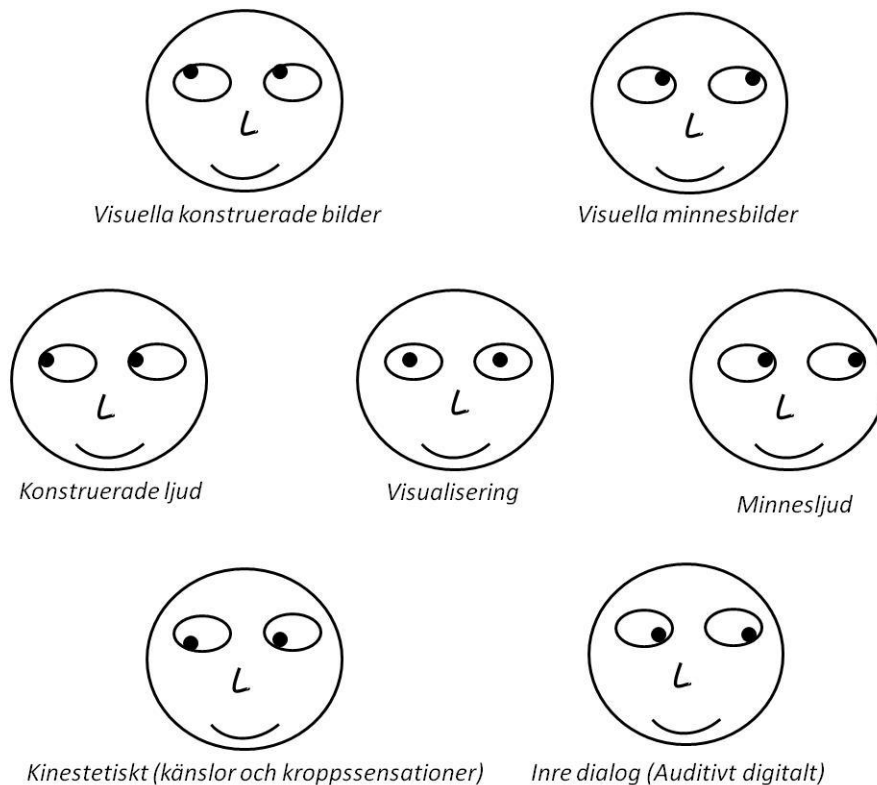 Visuella konstruerade bilder
Visuella minnesbilder
Konstruerade ljud
Visualisering
Minnesljud
Kinestetiskt (känslor och kroppssensationer)
Inre dialog (Auditivt digitalt)